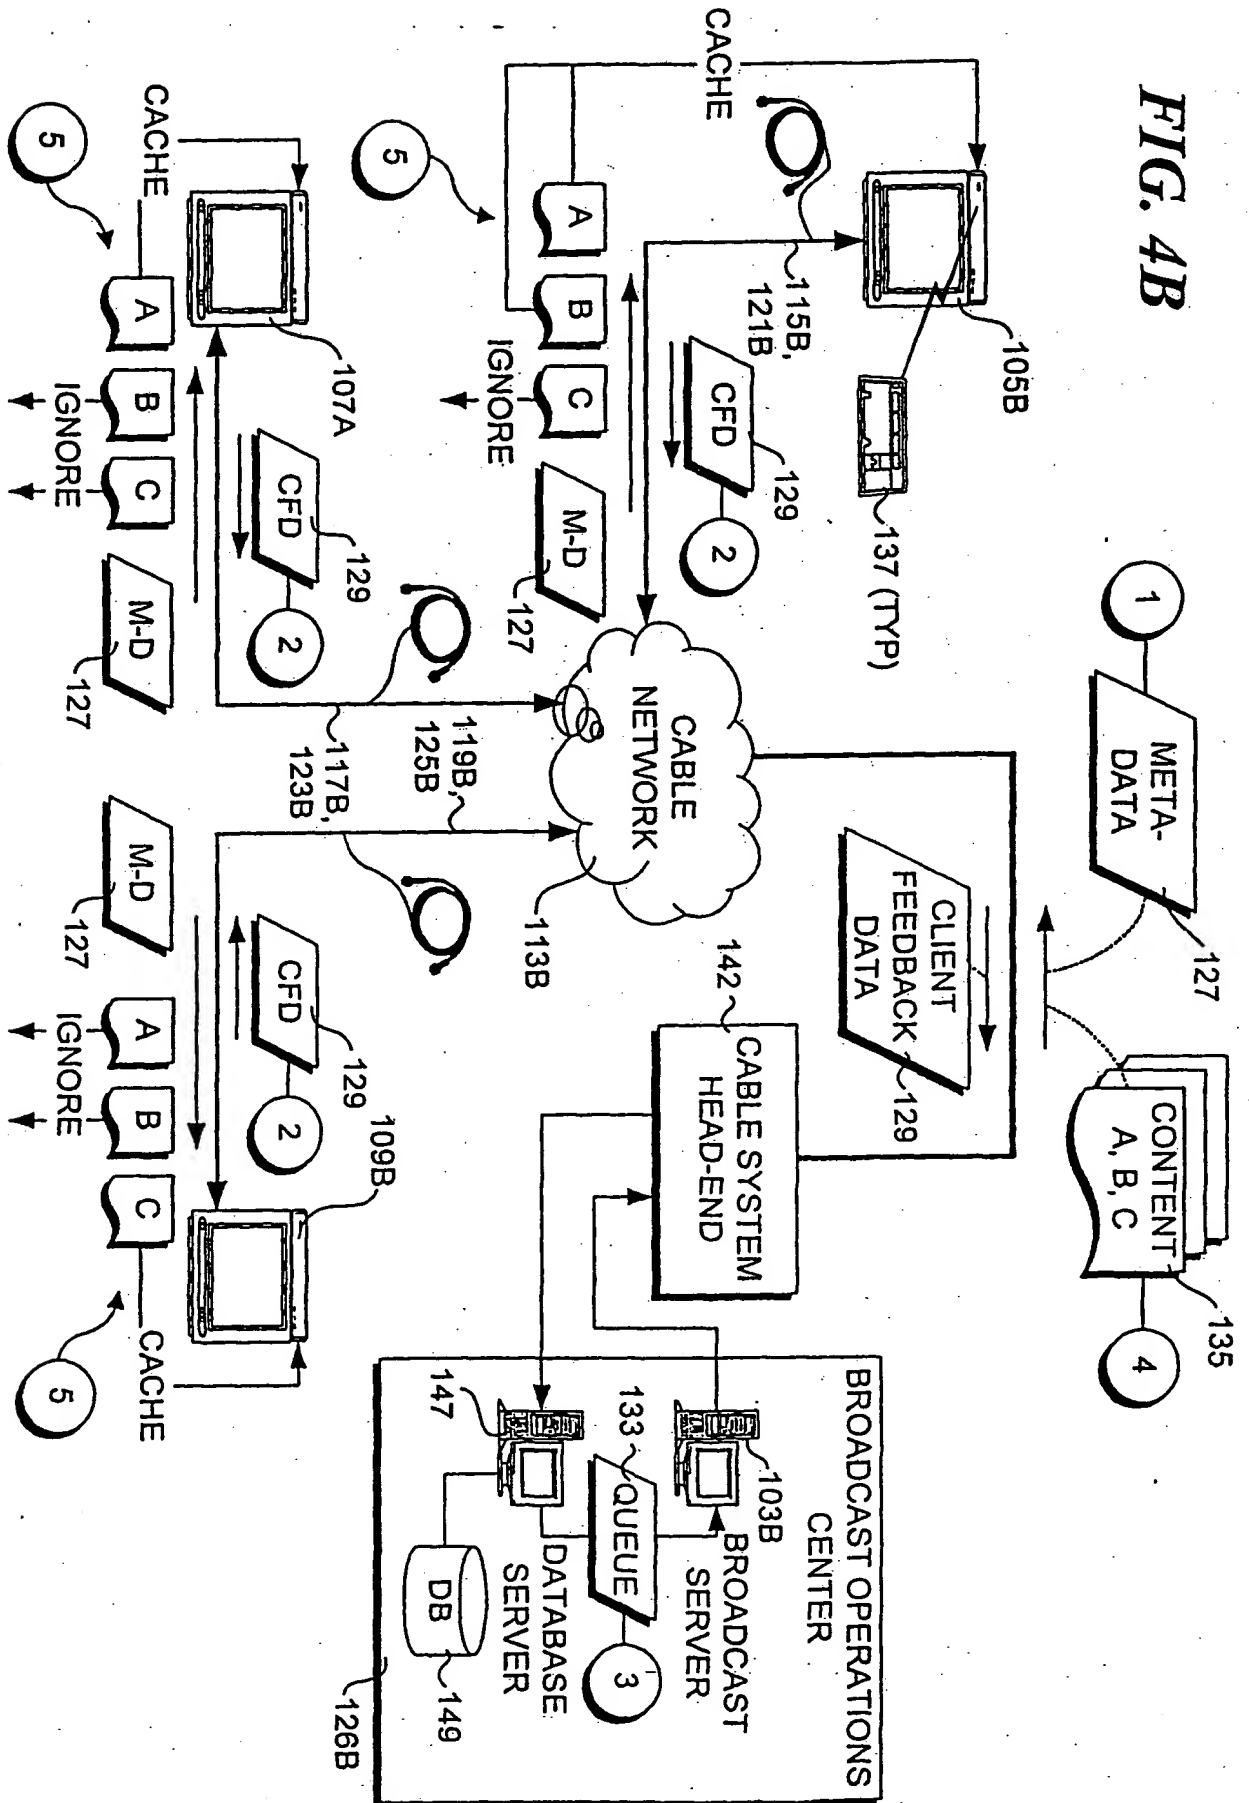 FIG. 4B
1
META-
DATA
127
CONTENT
A, B, C
135
4
CLIENT
FEEDBACK
DATA
129
CABLE SYSTEM
HEAD-END
142
BROADCAST OPERATIONS
CENTER
103B
BROADCAST
SERVER
133
QUEUE
3
147
DATABASE
SERVER
DB
149
126B
CABLE
NETWORK
113B
105B
137 (TYP)
115B,
121B
CACHE
5
A
B
C
IGNORE
CFD
129
2
M-D
127
107A
CACHE
5
A
B
C
IGNORE
CFD
129
2
M-D
127
117B,
123B
119B,
125B
109B
CFD
129
2
M-D
127
A
B
C
IGNORE
CACHE
5